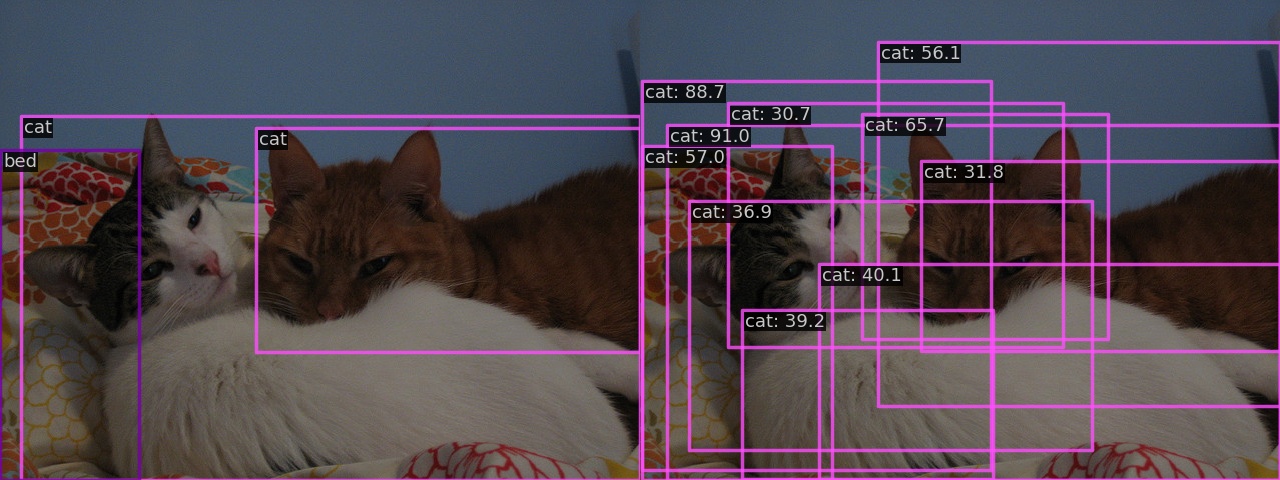 cat
cat
bed
cat: 56.1
cat: 88.7
cat: 30.7
cat: 65.7
cat: 91.0
cat: 57.0
cat: 31.8
cat: 36.9
cat: 40.1
cat: 39.2